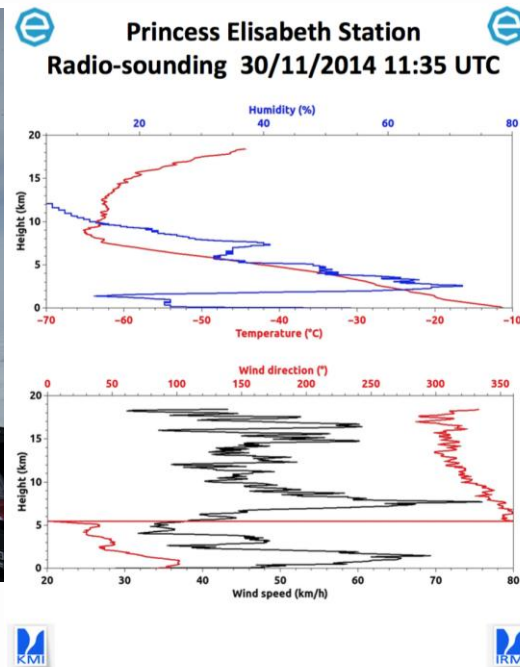 Princess Elisabeth Station
Radio-sounding 30/11/2014 11:35 UTC
Humidity (%)
20 40 60 80
20
15
10
5
0
Height (km)
−70 −60 −50 −40 −30 −20 −10
Temperature (°C)
Wind direction (°)
0 50 100 150 200 250 300 350
20
15
10
5
0
Height (km)
20 30 40 50 60 70 80
Wind speed (km/h)
KMI
IRM